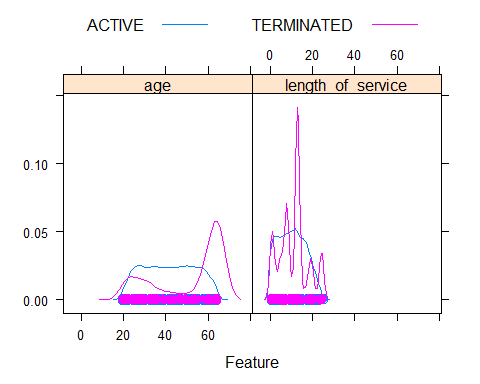 ACTIVE TERMINATED
0 20 40 60
age length_of_service
0.10
0.05
0.00
0 20 40 60
Feature